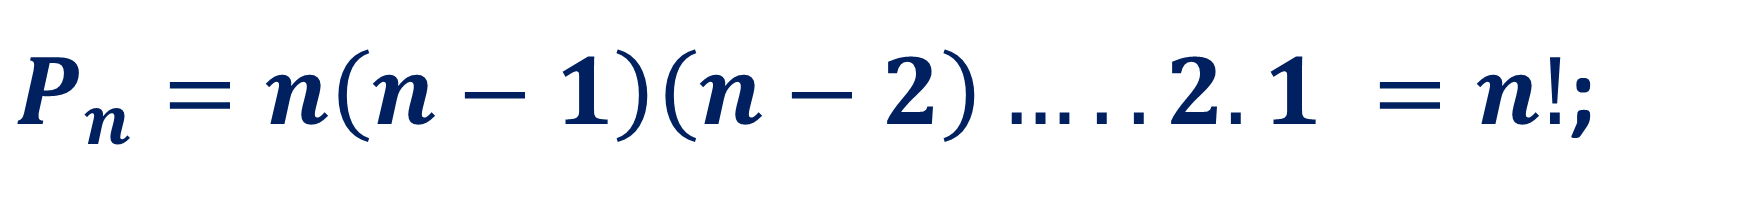 Pₙ = n(n − 1)(n − 2) … . . 2. 1 = n!;